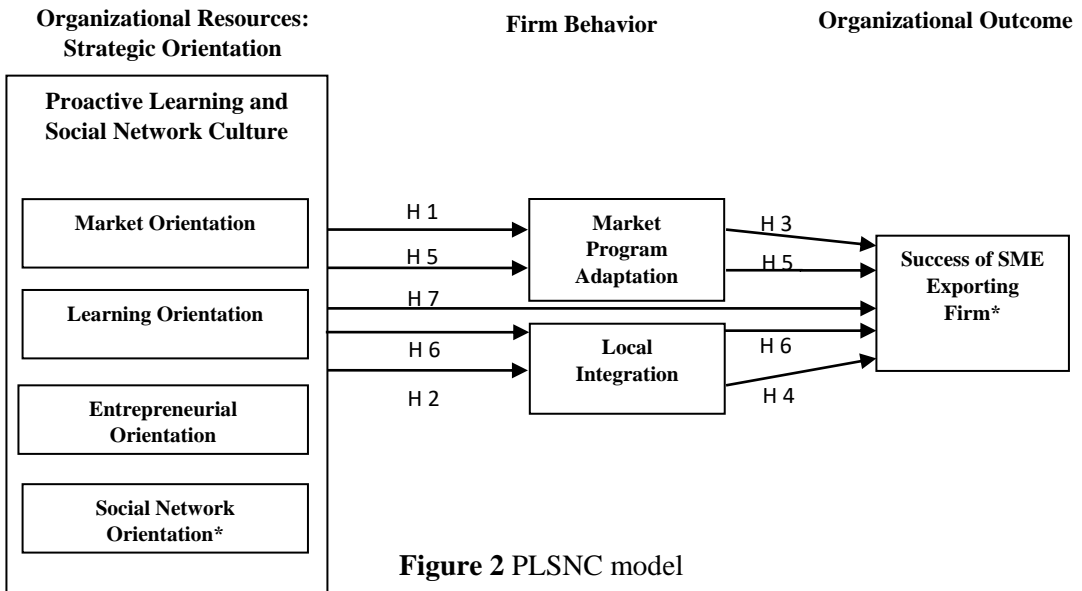 Organizational Resources:
Strategic Orientation
Firm Behavior
Organizational Outcome
Proactive Learning and
Social Network Culture
Market Orientation
Learning Orientation
Entrepreneurial
Orientation
Social Network
Orientation*
H 1
H 5
H 7
H 6
H 2
Market
Program
Adaptation
Local
Integration
H 3
H 5
H 6
H 4
Success of SME
Exporting
Firm*
Figure 2 PLSNC model